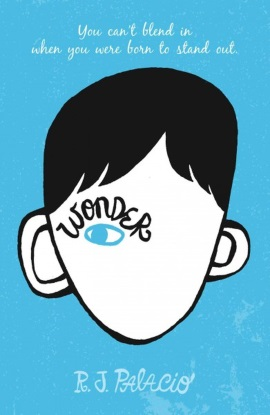 You can't blend in
when you were born to stand out.
WONDER
R. J. PALACIO